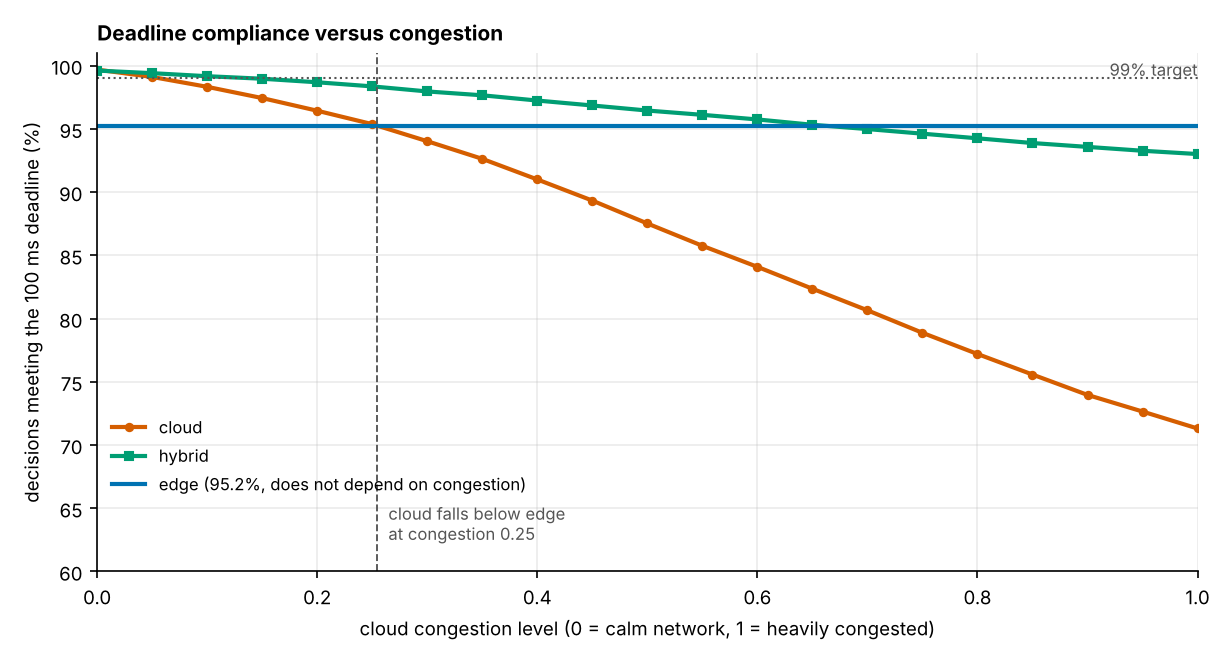 Deadline compliance versus congestion
decisions meeting the 100 ms deadline (%)
100
95
90
85
80
75
70
65
60
99% target
cloud
hybrid
edge (95.2%, does not depend on congestion)
cloud falls below edge
at congestion 0.25
0.0
0.2
0.4
0.6
0.8
1.0
cloud congestion level (0 = calm network, 1 = heavily congested)